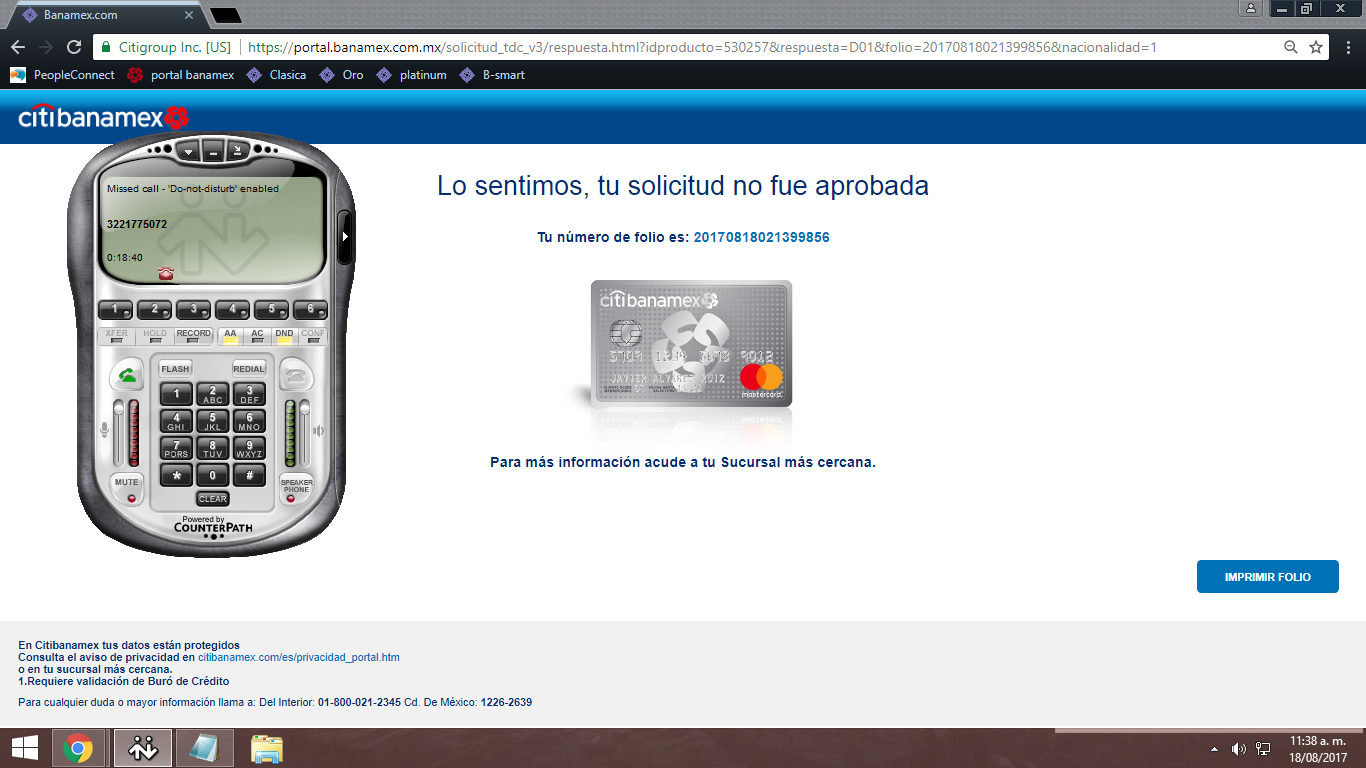 Banamex.com
Citigroup Inc. [US]
https://portal.banamex.com.mx/solicitud_tdc_v3/respuesta.html?idproducto=530257&respuesta=D01&folio=20170818021399856&nacionalidad=1
PeopleConnect
portal banamex
Clasica
Oro
platinum
B-smart
citibanamex
Missed call - 'Do-not-disturb' enabled
3221775072
0:18:40
1 2 3 4 5 6
XFER HOLD RECORD AA AC DND CONF
FLASH REDIAL
1 2 ABC 3 DEF
4 GHI 5 JKL 6 MNO
7 PQRS 8 TUV 9 WXYZ
* 0 #
MUTE
SPEAKER PHONE
CLEAR
Powered by
COUNTERPATH
Lo sentimos, tu solicitud no fue aprobada
Tu número de folio es: 20170818021399856
citibanamex
mastercard
Para más información acude a tu Sucursal más cercana.
IMPRIMIR FOLIO
En Citibanamex tus datos están protegidos
Consulta el aviso de privacidad en citibanamex.com/es/privacidad_portal.htm
o en tu sucursal más cercana.
1.Requiere validación de Buró de Crédito
Para cualquier duda o mayor información llama a: Del Interior: 01-800-021-2345 Cd. De México: 1226-2639
11:38 a. m.
18/08/2017